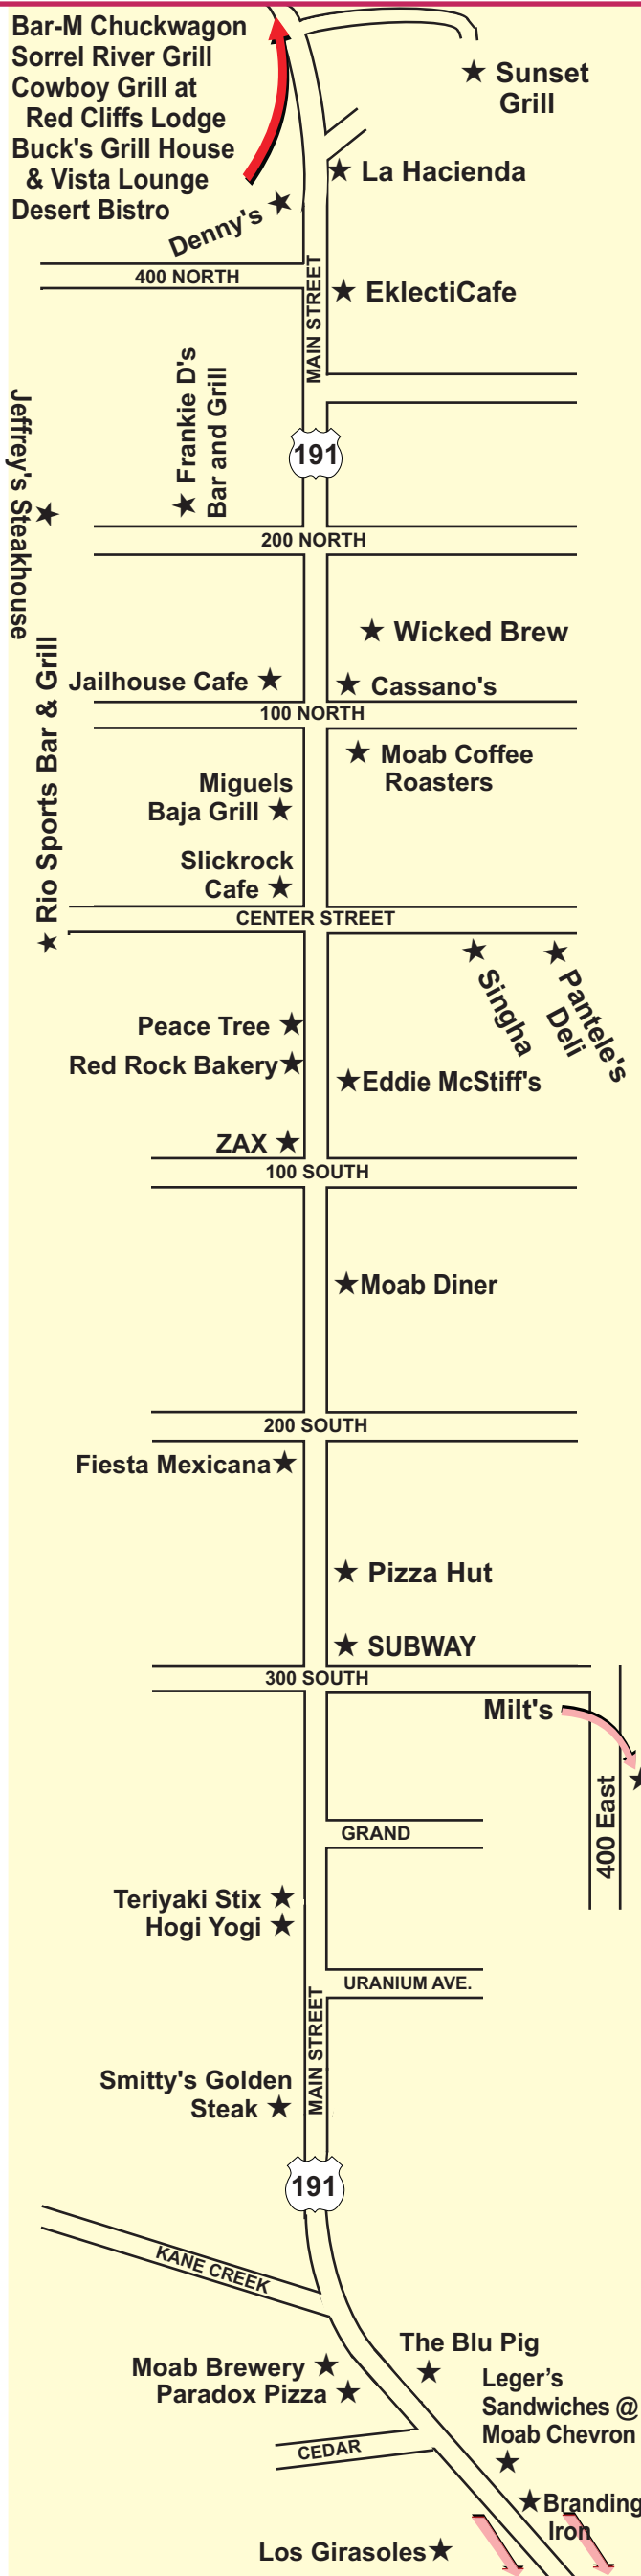 Bar-M Chuckwagon
Sorrel River Grill
Cowboy Grill at
Red Cliffs Lodge
Buck's Grill House
& Vista Lounge
Desert Bistro
Sunset
Grill
La Hacienda
Denny's
400 NORTH
MAIN STREET
EklectiCafe
Frankie D's
Bar and Grill
Jeffrey's Steakhouse
191
200 NORTH
Wicked Brew
Jailhouse Cafe
Cassano's
100 NORTH
Rio Sports Bar & Grill
Moab Coffee
Roasters
Miguels
Baja Grill
Slickrock
Cafe
CENTER STREET
Singha
Pantele's
Deli
Peace Tree
Red Rock Bakery
Eddie McStiff's
ZAX
100 SOUTH
Moab Diner
200 SOUTH
Fiesta Mexicana
Pizza Hut
SUBWAY
300 SOUTH
Milt's
400 East
GRAND
Teriyaki Stix
Hogi Yogi
URANIUM AVE.
MAIN STREET
Smitty's Golden
Steak
191
KANE CREEK
The Blu Pig
Moab Brewery
Paradox Pizza
Leger’s
Sandwiches @
Moab Chevron
CEDAR
Branding
Iron
Los Girasoles